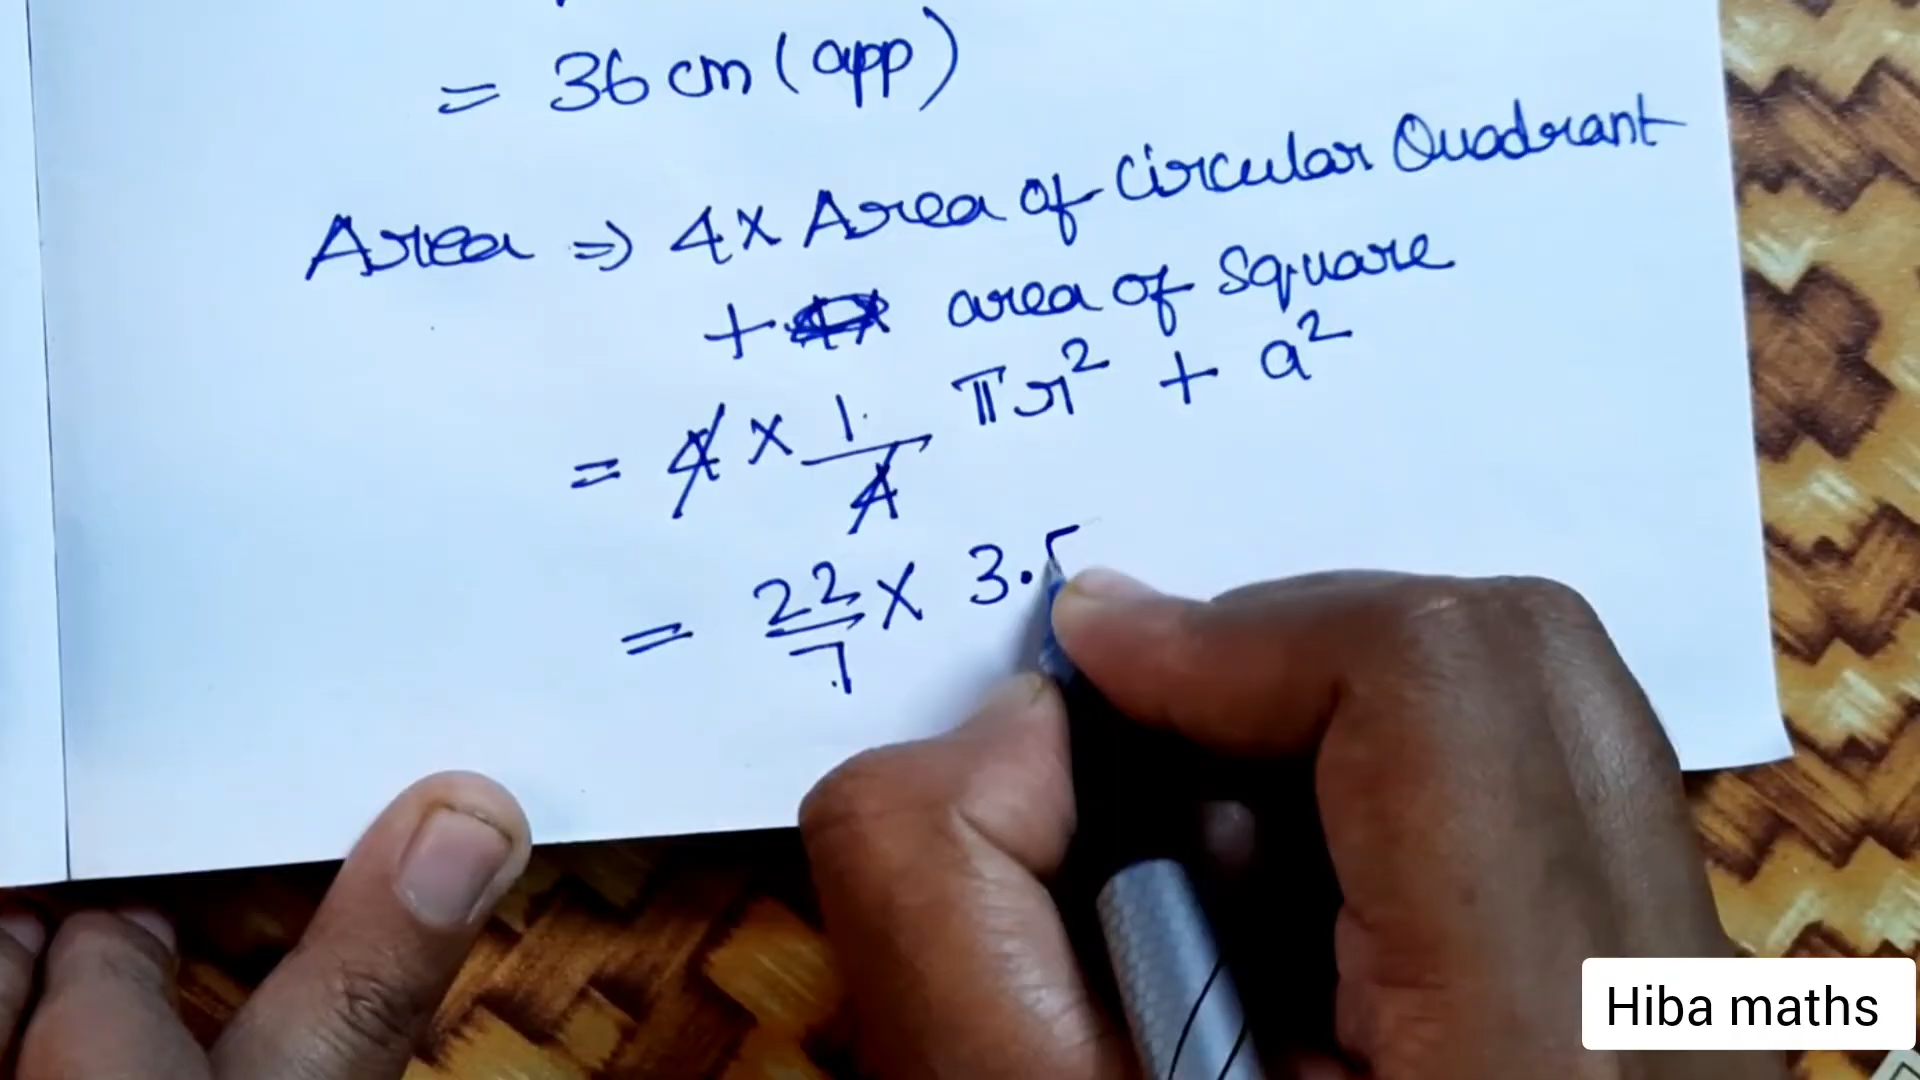 = 36 cm (app)
Area ⇒ 4× Area of Circular Quadrant
+ area of Square
= 4 × 1/4 πr² + a²
= 22/7 × 3.5
Hiba maths